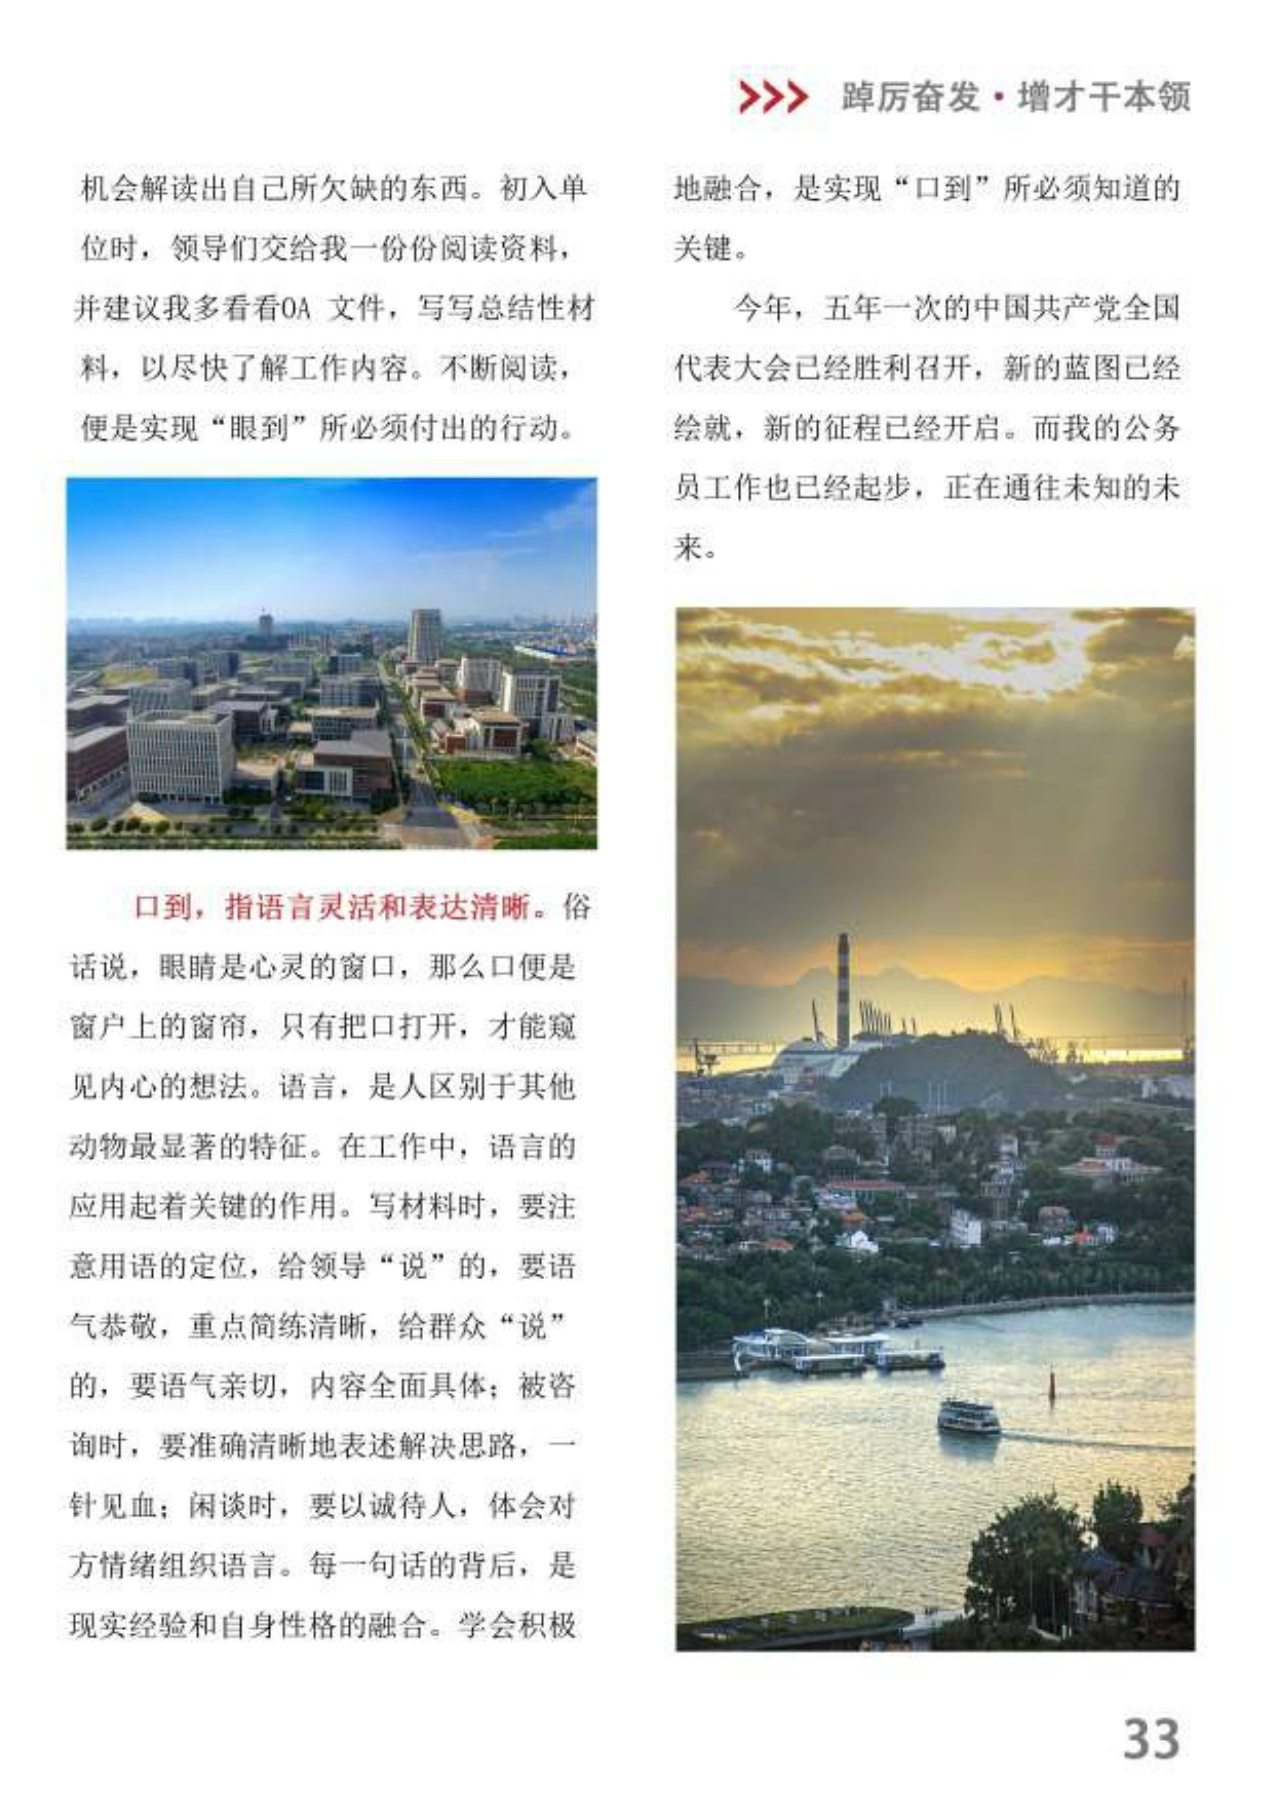 >>> 踔厉奋发·增才干本领
机会解读出自己所欠缺的东西。初入单
位时，领导们交给我一份份阅读资料，
并建议我多看看OA 文件，写写总结性材
料，以尽快了解工作内容。不断阅读，
便是实现“眼到”所必须付出的行动。
口到，指语言灵活和表达清晰。俗
话说，眼睛是心灵的窗口，那么口便是
窗户上的窗帘，只有把口打开，才能窥
见内心的想法。语言，是人区别于其他
动物最显著的特征。在工作中，语言的
应用起着关键的作用。写材料时，要注
意用语的定位，给领导“说”的，要语
气恭敬，重点简练清晰，给群众“说”
的，要语气亲切，内容全面具体；被咨
询时，要准确清晰地表述解决思路，一
针见血；闲谈时，要以诚待人，体会对
方情绪组织语言。每一句话的背后，是
现实经验和自身性格的融合。学会积极
地融合，是实现“口到”所必须知道的
关键。
今年，五年一次的中国共产党全国
代表大会已经胜利召开，新的蓝图已经
绘就，新的征程已经开启。而我的公务
员工作也已经起步，正在通往未知的未
来。
33